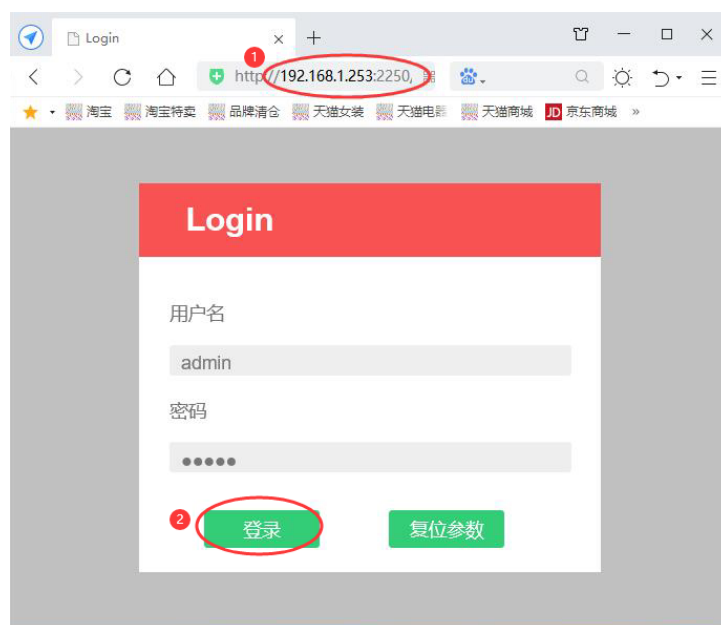 Login
1
http://192.168.1.253:2250,
淘宝 淘宝特卖 品牌清仓 天猫女装 天猫电器 天猫商城 JD 京东商城 »
Login
用户名
admin
密码
●●●●●
2 登录 复位参数